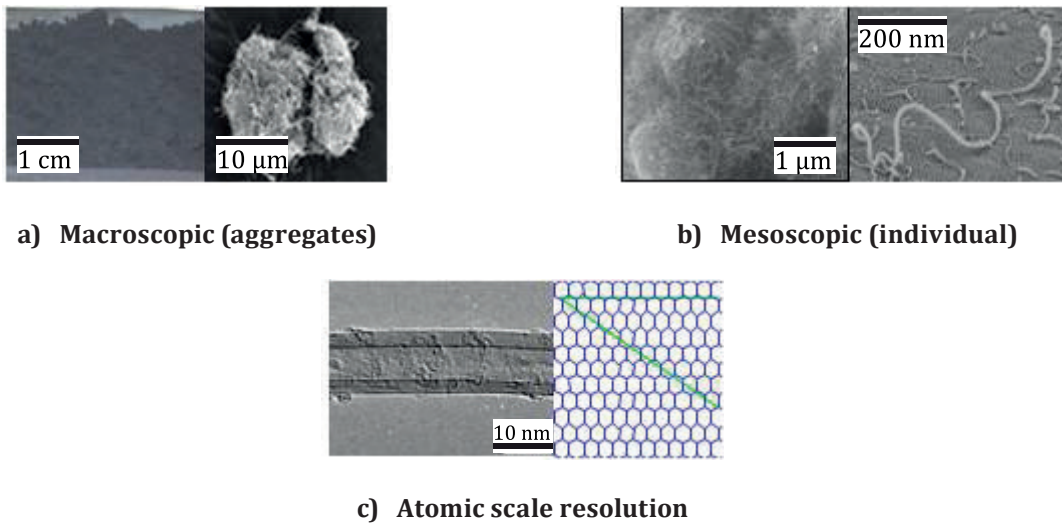 1 cm
10 µm
1 µm
200 nm
a) Macroscopic (aggregates)
b) Mesoscopic (individual)
10 nm
c) Atomic scale resolution